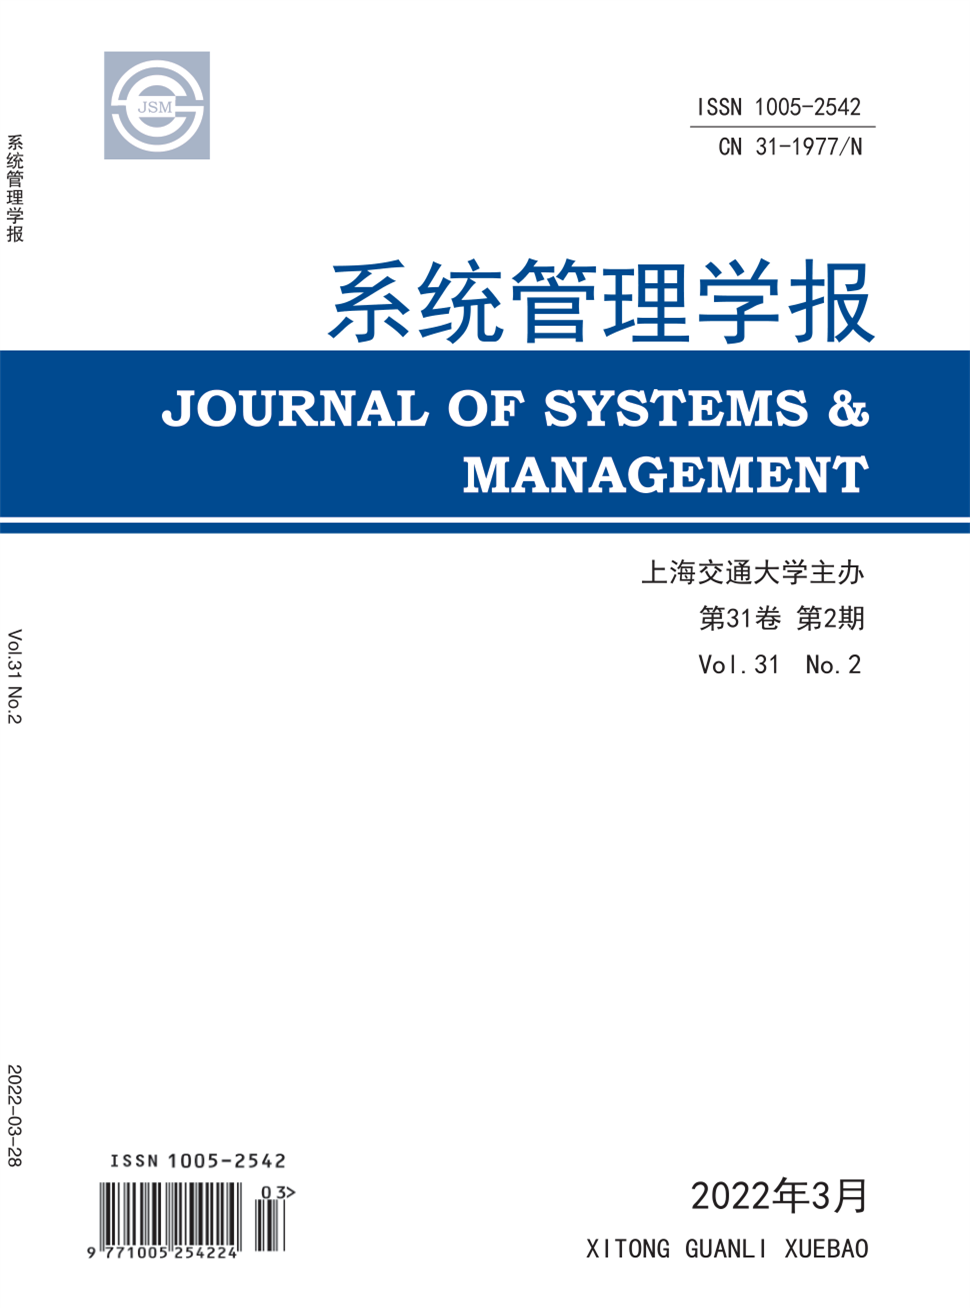 JSM
ISSN 1005-2542
CN 31-1977/N
系统管理学报
系统管理学报
JOURNAL OF SYSTEMS &
MANAGEMENT
上海交通大学主办
第31卷 第2期
Vol.31 No.2
Vol.31 No.2
2022-03-28
ISSN 1005-2542
03>
9 771005 254224
2022年3月
XITONG GUANLI XUEBAO